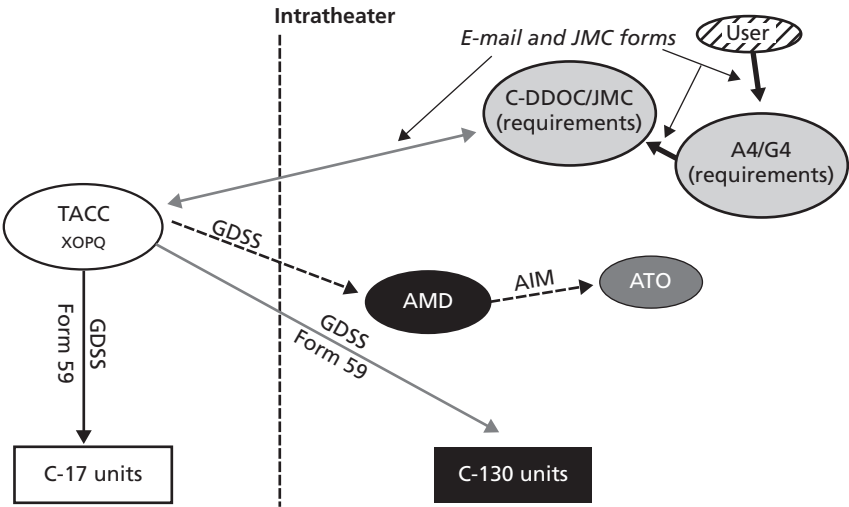 Intratheater
E-mail and JMC forms
User
C-DDOC/JMC
(requirements)
A4/G4
(requirements)
TACC
XOPQ
GDSS
AMD
AIM
ATO
GDSS
Form 59
GDSS
Form 59
C-17 units
C-130 units